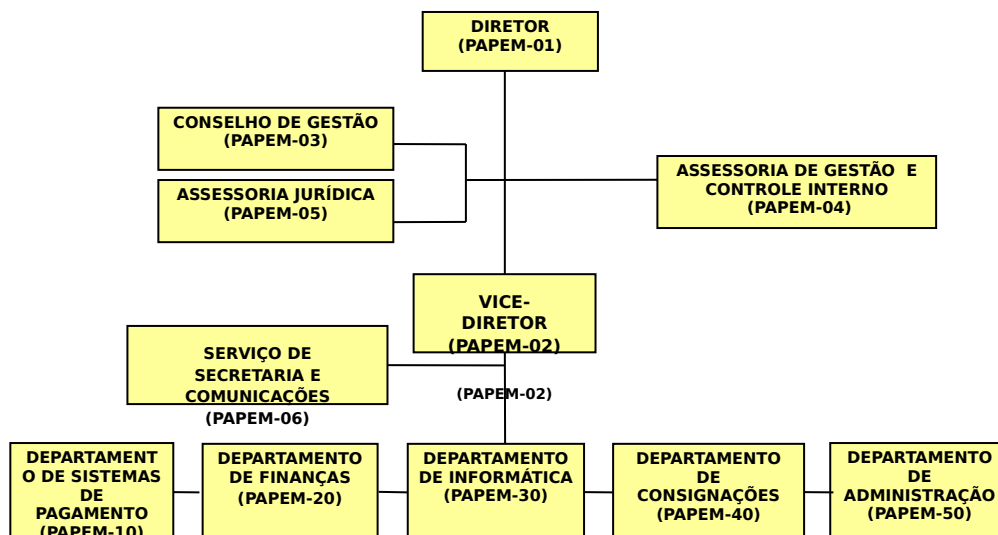 DIRETOR
(PAPEM-01)
CONSELHO DE GESTÃO
(PAPEM-03)
ASSESSORIA JURÍDICA
(PAPEM-05)
ASSESSORIA DE GESTÃO E
CONTROLE INTERNO
(PAPEM-04)
VICE-
DIRETOR
(PAPEM-02)
SERVIÇO DE
SECRETARIA E
COMUNICAÇÕES
(PAPEM-06)
(PAPEM-02)
DEPARTAMENT
O DE SISTEMAS
DE
PAGAMENTO
(PAPEM-10)
DEPARTAMENTO
DE FINANÇAS
(PAPEM-20)
DEPARTAMENTO
DE INFORMÁTICA
(PAPEM-30)
DEPARTAMENTO
DE
CONSIGNAÇÕES
(PAPEM-40)
DEPARTAMENTO
DE
ADMINISTRAÇÃO
(PAPEM-50)